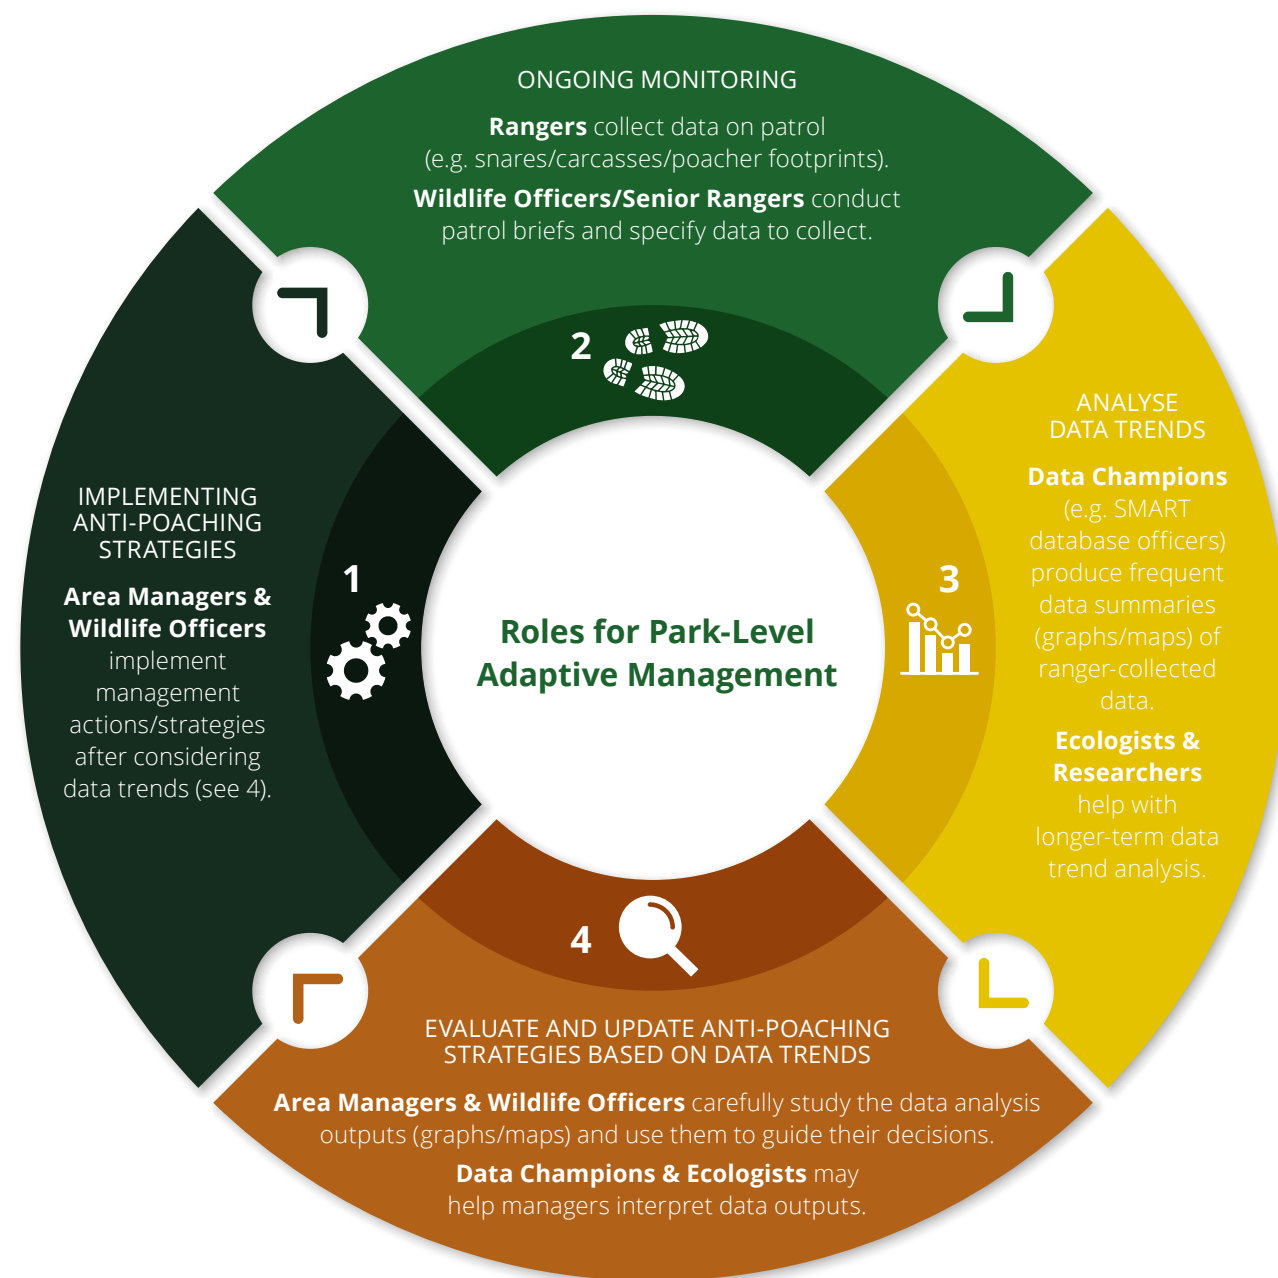 Roles for Park-Level
Adaptive Management
1
IMPLEMENTING
ANTI-POACHING
STRATEGIES
Area Managers &
Wildlife Officers
implement
management
actions/strategies
after considering
data trends (see 4).
2
ONGOING MONITORING
Rangers collect data on patrol
(e.g. snares/carcasses/poacher footprints).
Wildlife Officers/Senior Rangers conduct
patrol briefs and specify data to collect.
3
ANALYSE
DATA TRENDS
Data Champions
(e.g. SMART
database officers)
produce frequent
data summaries
(graphs/maps) of
ranger-collected
data.
Ecologists &
Researchers
help with
longer-term data
trend analysis.
4
EVALUATE AND UPDATE ANTI-POACHING
STRATEGIES BASED ON DATA TRENDS
Area Managers & Wildlife Officers carefully study the data analysis
outputs (graphs/maps) and use them to guide their decisions.
Data Champions & Ecologists may
help managers interpret data outputs.